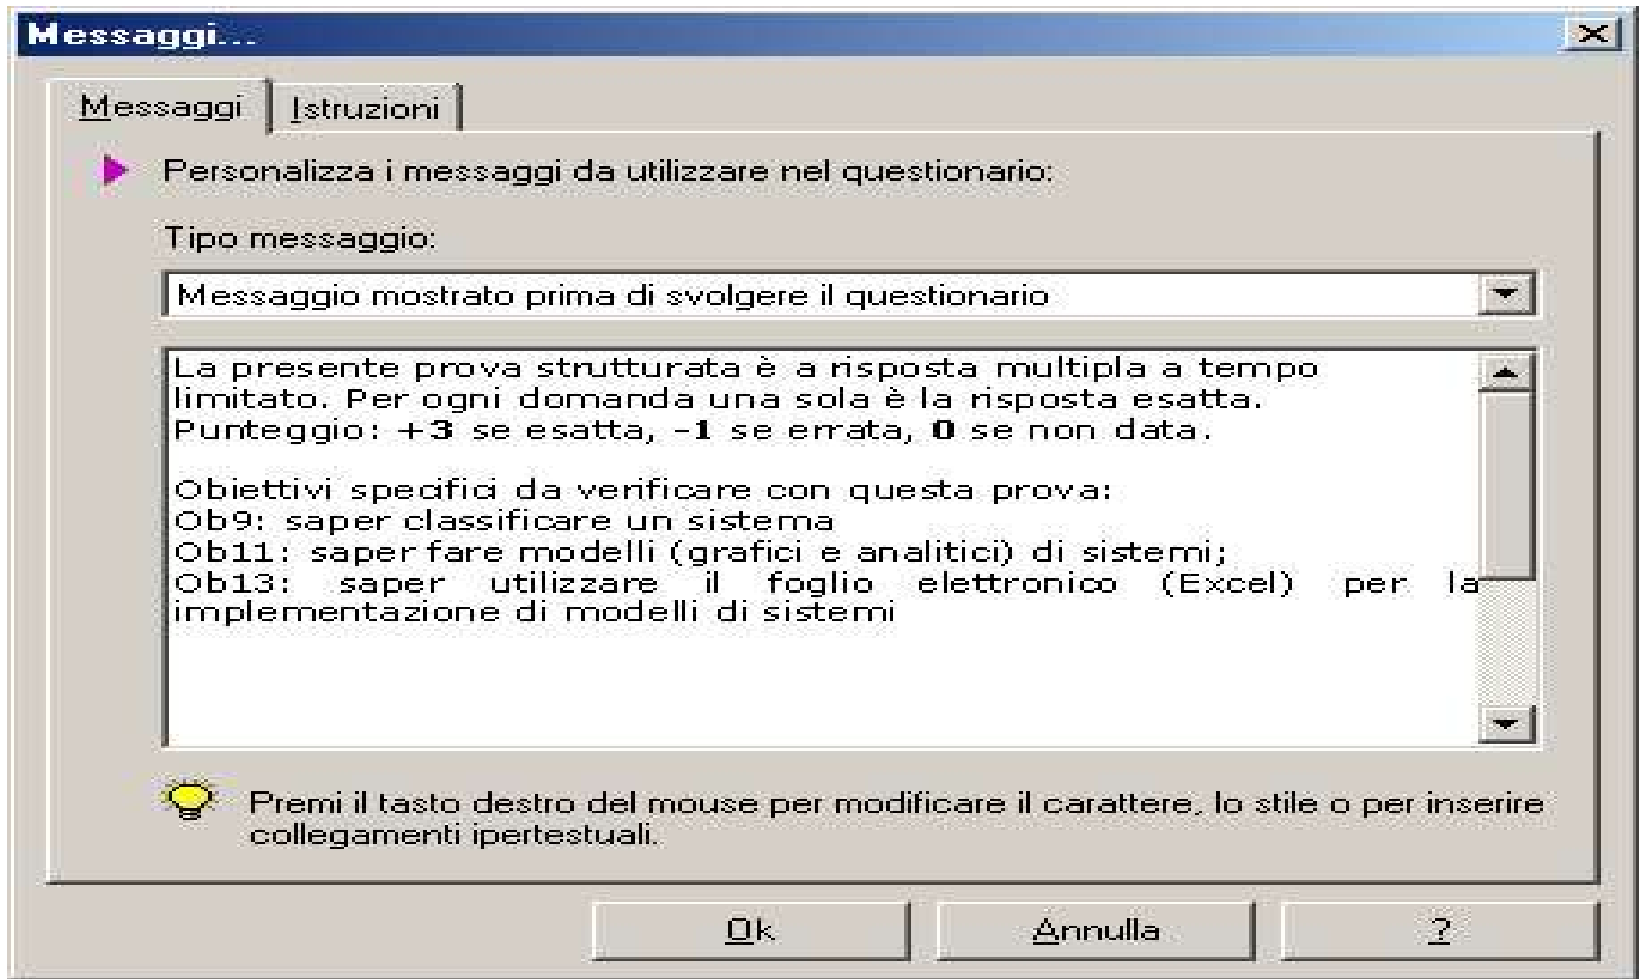 Messaggi...
Messaggi
Istruzioni
Personalizza i messaggi da utilizzare nel questionario:
Tipo messaggio:
Messaggio mostrato prima di svolgere il questionario
La presente prova strutturata è a risposta multipla a tempo
limitato. Per ogni domanda una sola è la risposta esatta.
Punteggio: +3 se esatta, -1 se errata, 0 se non data.
Obiettivi specifici da verificare con questa prova:
Ob9: saper classificare un sistema
Ob11: saper fare modelli (grafici e analitici) di sistemi;
Ob13: saper utilizzare il foglio elettronico (Excel) per la
implementazione di modelli di sistemi
Premi il tasto destro del mouse per modificare il carattere, lo stile o per inserire
collegamenti ipertestuali.
Ok
Annulla
?